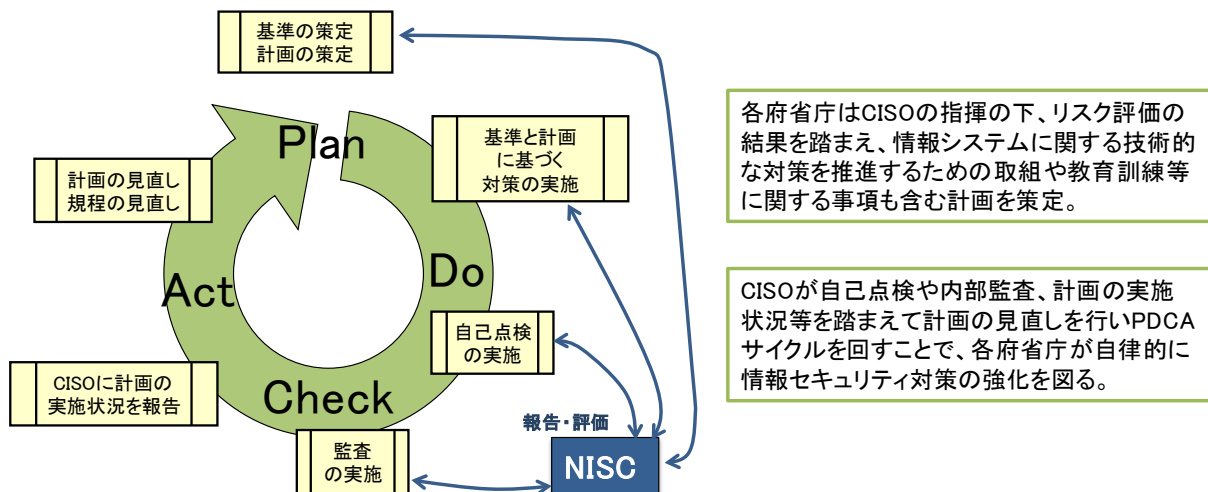 基準の策定
計画の策定
Plan
基準と計画
に基づく
対策の実施
計画の見直し
規程の見直し
Do
Act
自己点検
の実施
CISOに計画の
実施状況を報告
Check
監査
の実施
報告・評価
NISC
各府省庁はCISOの指揮の下、リスク評価の
結果を踏まえ、情報システムに関する技術的
な対策を推進するための取組や教育訓練等
に関する事項も含む計画を策定。
CISOが自己点検や内部監査、計画の実施
状況等を踏まえて計画の見直しを行いPDCA
サイクルを回すことで、各府省庁が自律的に
情報セキュリティ対策の強化を図る。